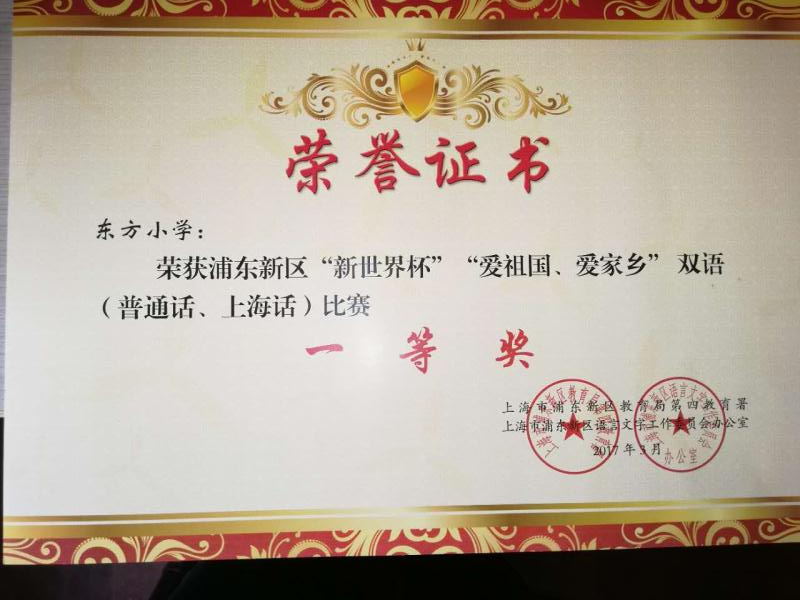 荣誉证书
东方小学：
荣获浦东新区“新世界杯”“爱祖国、爱家乡”双语
（普通话、上海话）比赛
一等奖
上海市浦东新区教育局第四教育署
上海市浦东新区语言文字工作委员会办公室
2017年3月
办公室